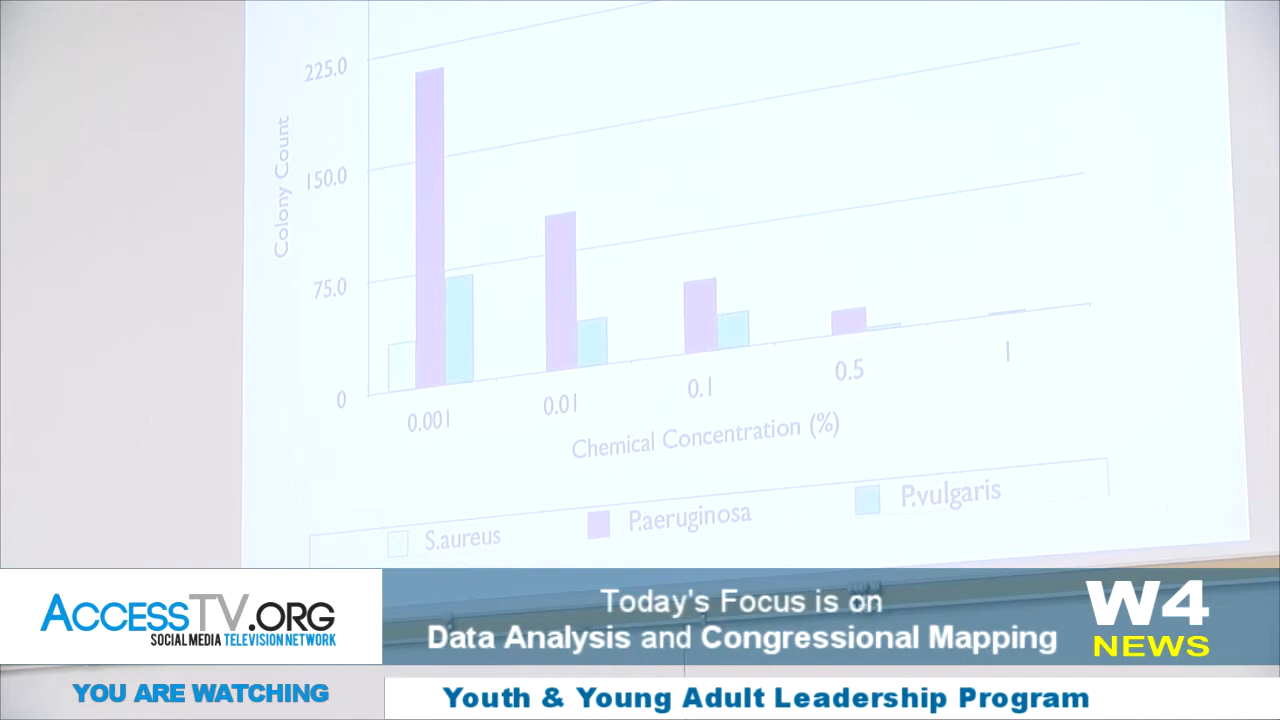 225.0
150.0
75.0
0
Colony Count
0.001
0.01
0.1
0.5
1
Chemical Concentration (%)
S.aureus
P.aeruginosa
P.vulgaris
ACCESSTV.ORG
SOCIAL MEDIA TELEVISION NETWORK
Today's Focus is on
Data Analysis and Congressional Mapping
W4
NEWS
YOU ARE WATCHING
Youth & Young Adult Leadership Program